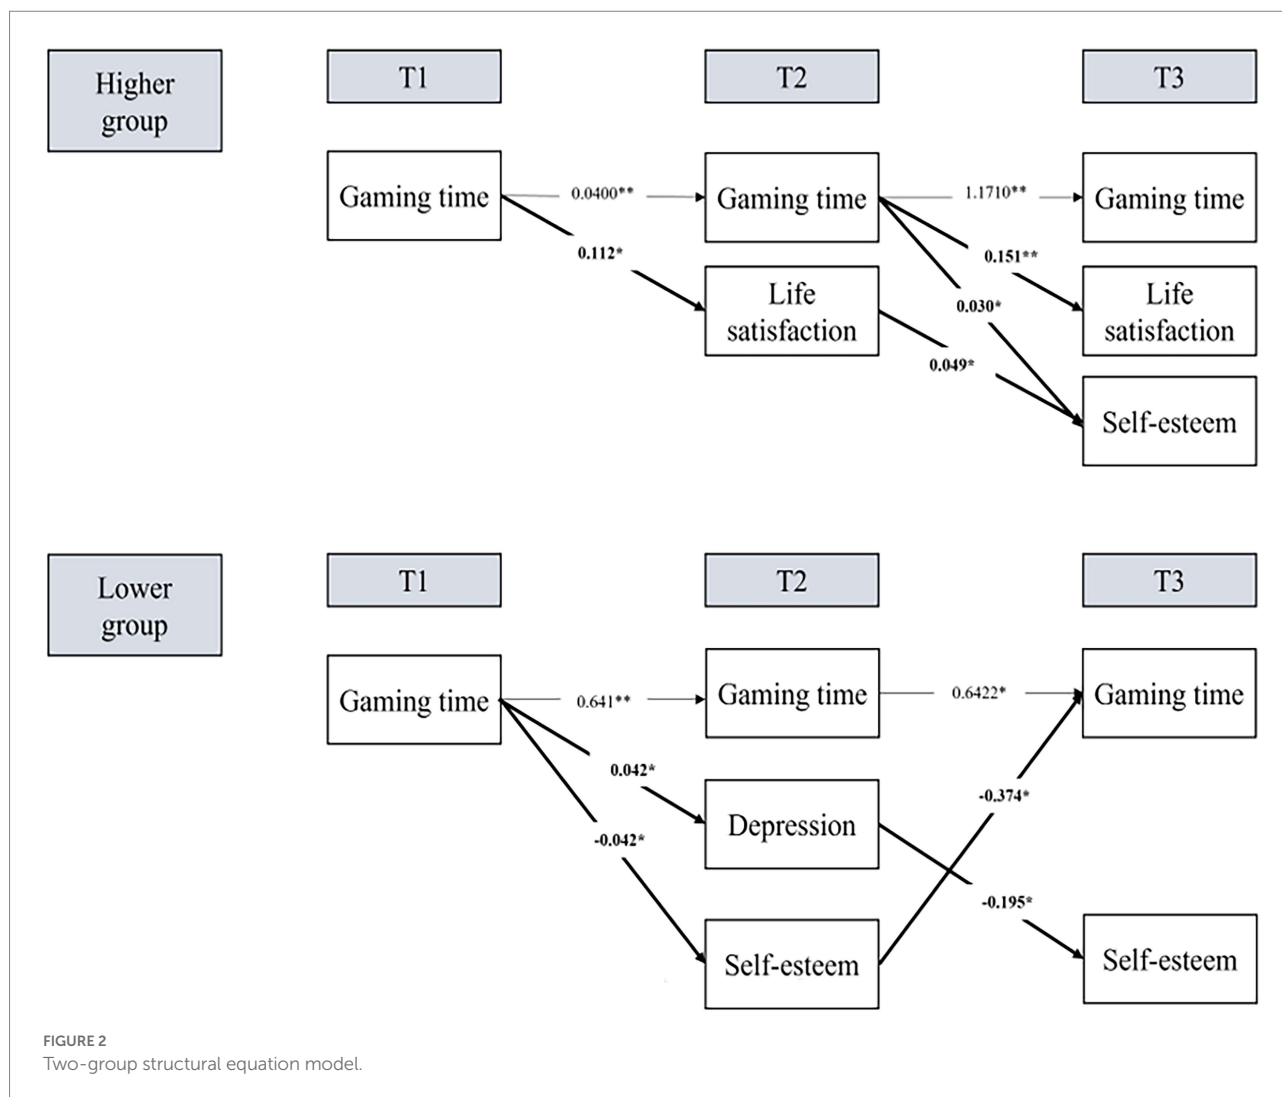 Higher
group
T1
T2
T3
Gaming time
0.0400**
Gaming time
1.1710**
Gaming time
0.112*
0.151**
Life
satisfaction
0.030*
Life
satisfaction
0.049*
Self-esteem
Lower
group
T1
T2
T3
Gaming time
0.641**
Gaming time
0.6422*
Gaming time
0.042*
-0.374*
Depression
-0.042*
-0.195*
Self-esteem
Self-esteem
FIGURE 2
Two-group structural equation model.